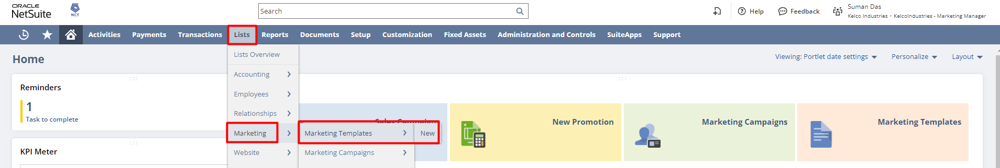 ORACLE
NetSuite
WCT
Search
Help
Feedback
Suman Das
Kelco Industries - KelcoIndustries - Marketing Manager
Activities Payments Transactions Lists Reports Documents Setup Customization Fixed Assets Administration and Controls SuiteApps Support
Home
Viewing: Portlet date settings
Personalize
Layout
Reminders
1
Task to complete
KPI Meter
Lists Overview
Accounting
Employees
Relationships
Marketing
Website
Marketing Templates
New
Marketing Campaigns
Sales Campaign
New Promotion
Marketing Campaigns
Marketing Templates